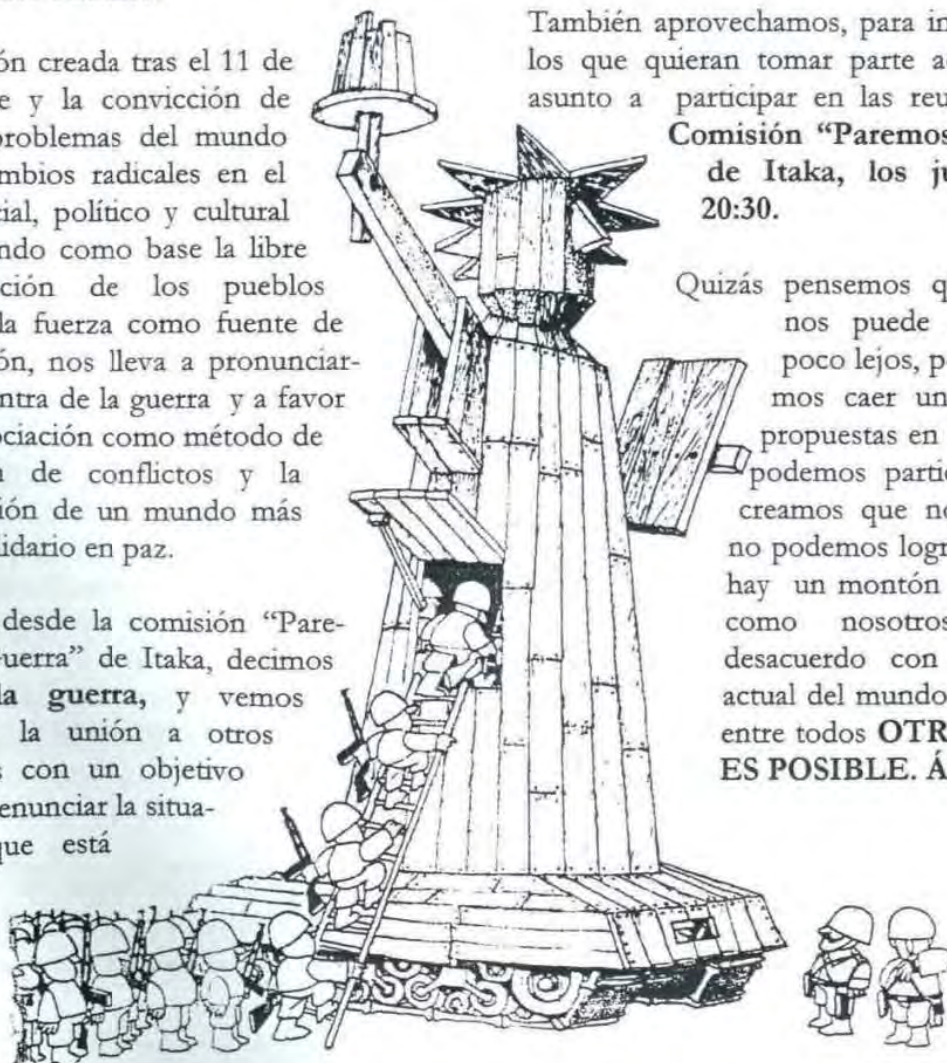 ón creada tras el 11 de
e y la convicción de
problemas del mundo
mbios radicales en el
cial, político y cultural
ndo como base la libre
ción de los pueblos
la fuerza como fuente de
ón, nos lleva a pronunciar-
ntra de la guerra y a favor
ociación como método de
n de conflictos y la
ión de un mundo más
lidario en paz.
desde la comisión “Pare-
uerra” de Itaka, decimos
la guerra, y vemos
la unión a otros
s con un objetivo
enunciar la situa-
que está
También aprovechamos, para in
los que quieran tomar parte a
asunto a participar en las reu
Comisión “Paremos
de Itaka, los ju
20:30.
Quizás pensemos q
nos puede
poco lejos, p
mos caer un
propuestas en
podemos partic
creamos que no
no podemos logr
hay un montón
como nosotros
desacuerdo con
actual del mundo
entre todos OTR
ES POSIBLE. Á